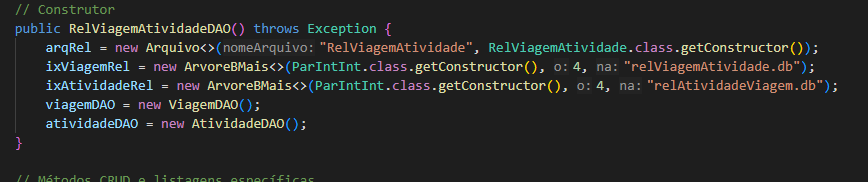 // Construtor
public RelViagemAtividadeDAO() throws Exception {
arqRel = new Arquivo<>(nomeArquivo: "RelViagemAtividade", RelViagemAtividade.class.getConstructor());
ixViagemRel = new ArvoreBMais<>(ParIntInt.class.getConstructor(), o: 4, na: "relViagemAtividade.db");
ixAtividadeRel = new ArvoreBMais<>(ParIntInt.class.getConstructor(), o: 4, na: "relAtividadeViagem.db");
viagemDAO = new ViagemDAO();
atividadeDAO = new AtividadeDAO();
}
// Métodos CRUD e listagens específicas